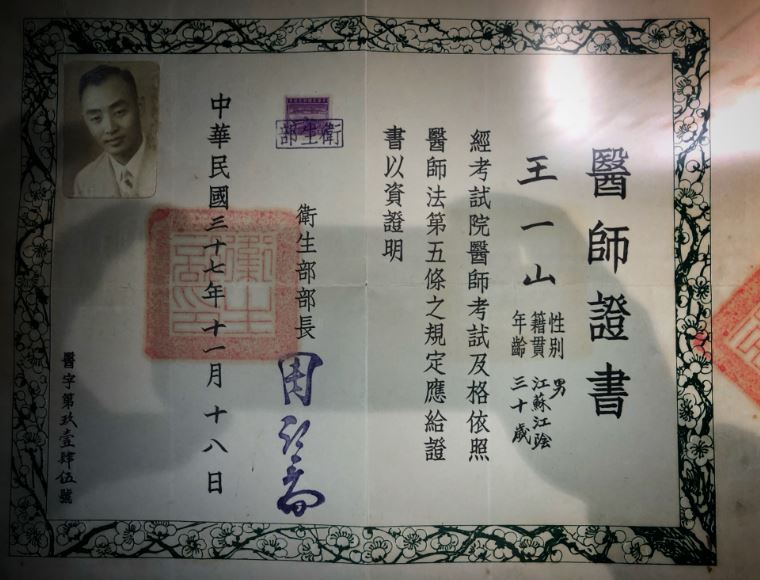 醫師證書
王一山
性別 男
籍貫 江蘇江陰
年齡 三十歲
經考試院醫師考試及格依照
醫師法第五條之規定應給證
書以資證明
衛生部
衛生部部長
中華民國三十七年十一月十八日
醫字第玖壹肆伍號